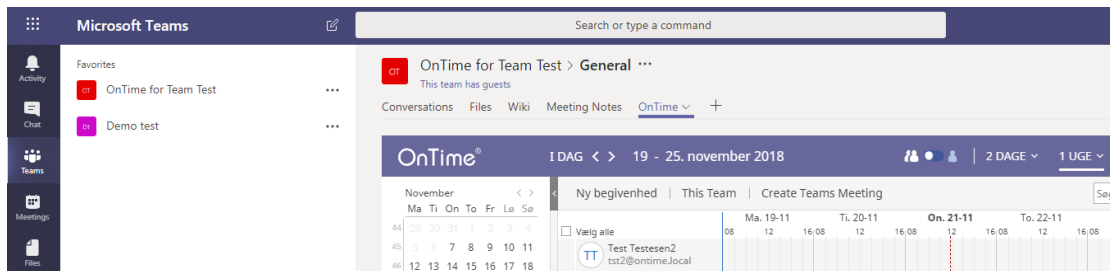 Microsoft Teams
Search or type a command
Activity
Chat
Teams
Meetings
Files
Favorites
OT OnTime for Team Test ...
Dt Demo test ...
OT OnTime for Team Test > General ...
This team has guests
Conversations Files Wiki Meeting Notes OnTime +
OnTime® I DAG < > 19 - 25. november 2018 2 DAGE 1 UGE
November < >
Ma Ti On To Fr Lø Sø
44 29 30 31 1 2 3 4
45 5 6 7 8 9 10 11
46 12 13 14 15 16 17 18
< Ny begivenhed | This Team | Create Teams Meeting Søg
Ma. 19-11 Ti. 20-11 On. 21-11 To. 22-11
Vælg alle 08 12 16 08 12 16 08 12 16 08 12 16 08
TT Test Testesen2
tst2@ontime.local